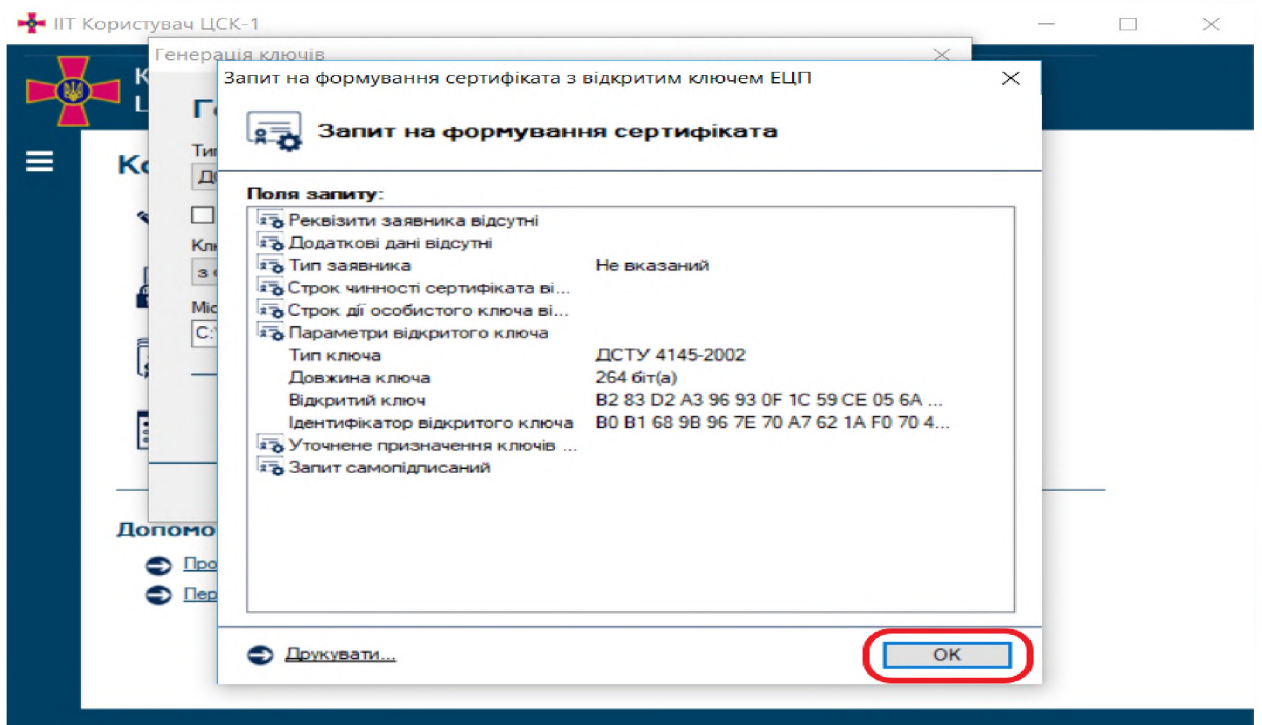 ІІТ Користувач ЦСК-1
Генерація ключів
Запит на формування сертифіката з відкритим ключем ЕЦП
Запит на формування сертифіката
Поля запиту:
Реквізити заявника відсутні
Додаткові дані відсутні
Тип заявника Не вказаний
Строк чинності сертифіката ві...
Строк дії особистого ключа ві...
Параметри відкритого ключа
Тип ключа ДСТУ 4145-2002
Довжина ключа 264 біт(а)
Відкритий ключ B2 83 D2 A3 96 93 0F 1C 59 CE 05 6A ...
Ідентифікатор відкритого ключа B0 B1 68 9B 96 7E 70 A7 62 1A F0 70 4...
Уточнене призначення ключів ...
Запит самопідписаний
Друкувати...
OK